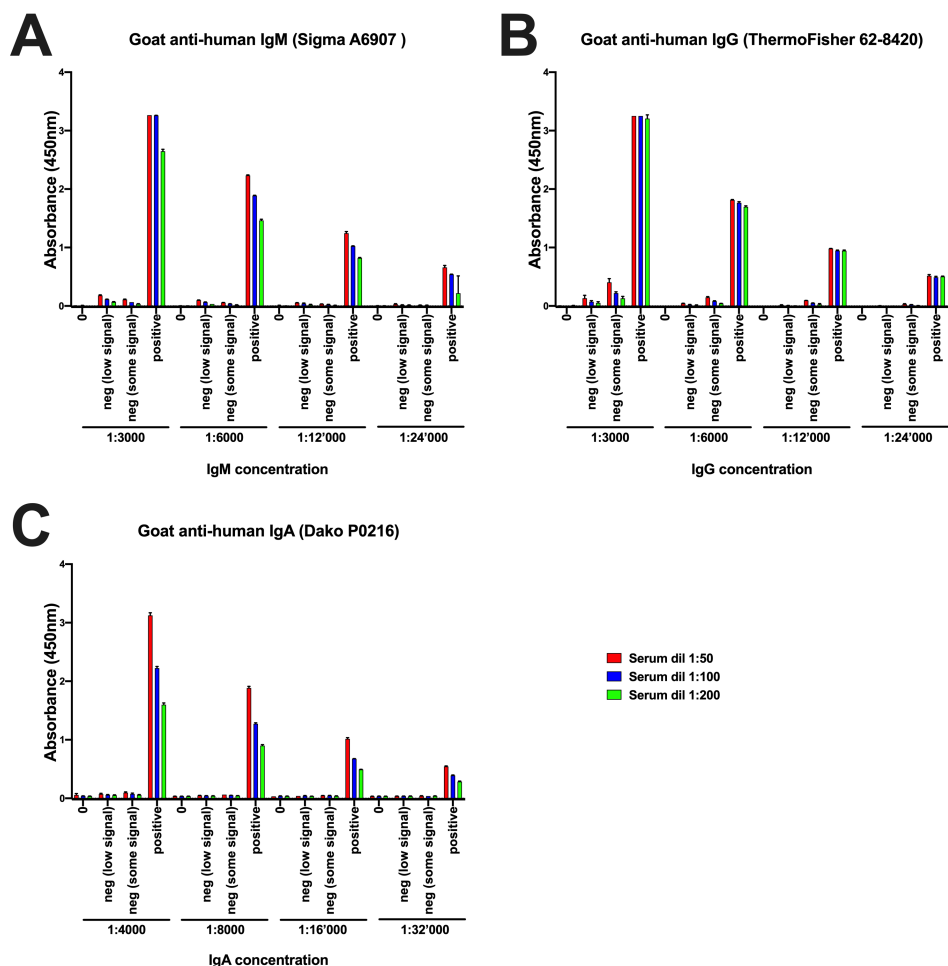 A
Goat anti-human IgM (Sigma A6907 )
Absorbance (450nm)
4
3
2
1
0
0
neg (low signal)
neg (some signal)
positive
0
neg (low signal)
neg (some signal)
positive
0
neg (low signal)
neg (some signal)
positive
0
neg (low signal)
neg (some signal)
positive
1:3000
1:6000
1:12’000
1:24’000
IgM concentration
B
Goat anti-human IgG (ThermoFisher 62-8420)
Absorbance (450nm)
4
3
2
1
0
0
neg (low signal)
neg (some signal)
positive
0
neg (low signal)
neg (some signal)
positive
0
neg (low signal)
neg (some signal)
positive
0
neg (low signal)
neg (some signal)
positive
1:3000
1:6000
1:12’000
1:24’000
IgG concentration
C
Goat anti-human IgA (Dako P0216)
Absorbance (450nm)
4
3
2
1
0
0
neg (low signal)
neg (some signal)
positive
0
neg (low signal)
neg (some signal)
positive
0
neg (low signal)
neg (some signal)
positive
0
neg (low signal)
neg (some signal)
positive
1:4000
1:8000
1:16’000
1:32’000
IgA concentration
Serum dil 1:50
Serum dil 1:100
Serum dil 1:200